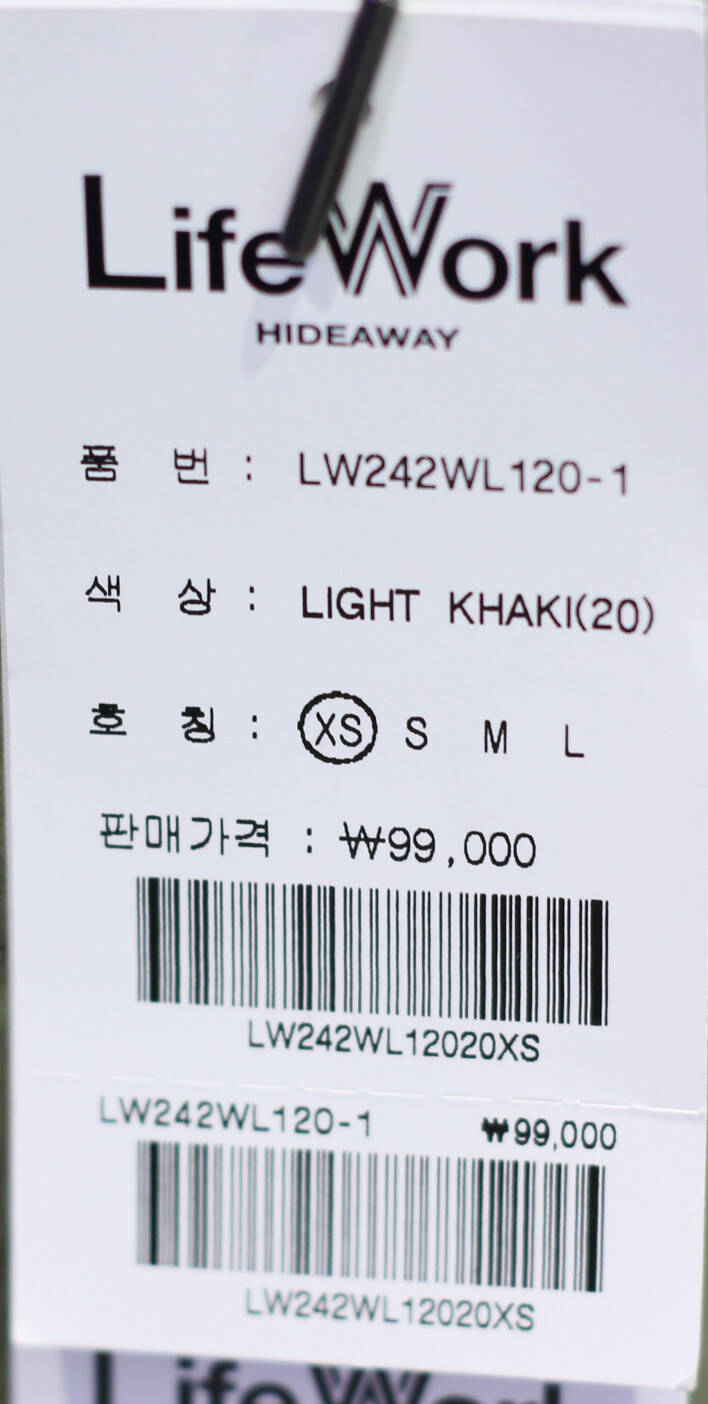 LifeWork
HIDEAWAY
품 번 : LW242WL120-1
색 상 : LIGHT KHAKI(20)
호 칭 : XS S M L
판매가격 : ₩99,000
LW242WL12020XS
LW242WL120-1 ₩99,000
LW242WL12020XS
LifeWork